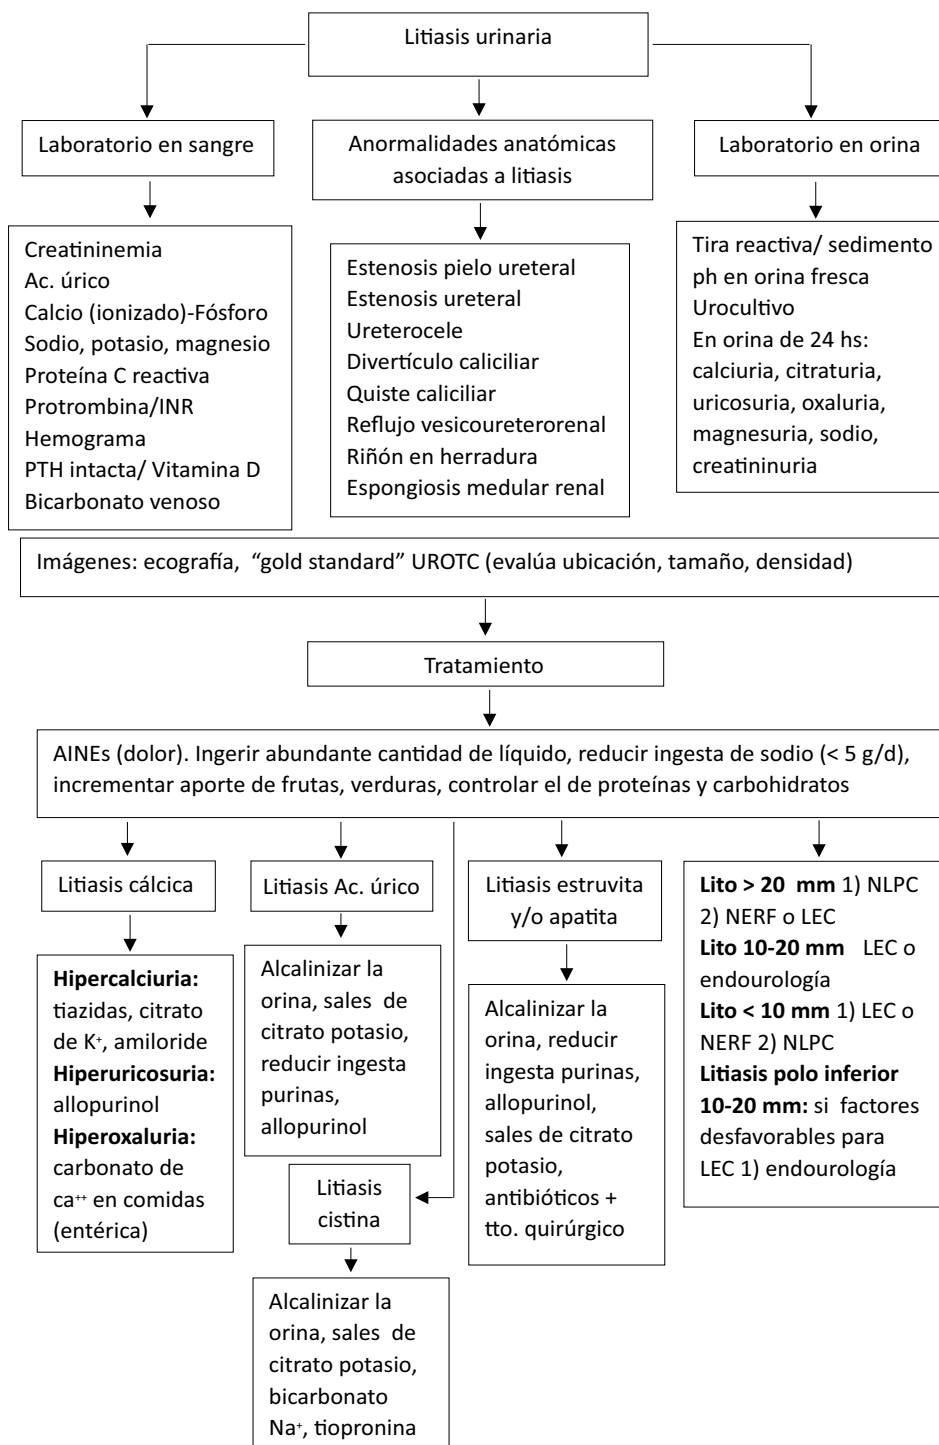 Litiasis urinaria
Laboratorio en sangre
Anormalidades anatómicas
asociadas a litiasis
Laboratorio en orina
Creatininemia
Ac. úrico
Calcio (ionizado)-Fósforo
Sodio, potasio, magnesio
Proteína C reactiva
Protrombina/INR
Hemograma
PTH intacta/ Vitamina D
Bicarbonato venoso
Estenosis pielo ureteral
Estenosis ureteral
Ureterocele
Divertículo caliciliar
Quiste caliciliar
Reflujo vesicoureterorenal
Riñón en herradura
Espongiosis medular renal
Tira reactiva/ sedimento
ph en orina fresca
Urocultivo
En orina de 24 hs:
calciuria, citraturia,
uricosuria, oxaluria,
magnesuria, sodio,
creatininuria
Imágenes: ecografía, “gold standard” UROTC (evalúa ubicación, tamaño, densidad)
Tratamiento
AINEs (dolor). Ingerir abundante cantidad de líquido, reducir ingesta de sodio (< 5 g/d),
incrementar aporte de frutas, verduras, controlar el de proteínas y carbohidratos
Litiasis cálcica
Hipercalciuria:
tiazidas, citrato
de K⁺, amiloride
Hiperuricosuria:
allopurinol
Hiperoxaluria:
carbonato de
ca⁺⁺ en comidas
(entérica)
Litiasis Ac. úrico
Alcalinizar la
orina, sales de
citrato potasio,
reducir ingesta
purinas,
allopurinol
Litiasis
cistina
Alcalinizar la
orina, sales de
citrato potasio,
bicarbonato
Na⁺, tiopronina
Litiasis estruvita
y/o apatita
Alcalinizar la
orina, reducir
ingesta purinas,
allopurinol,
sales de citrato
potasio,
antibióticos +
tto. quirúrgico
Lito > 20 mm 1) NLPC
2) NERF o LEC
Lito 10-20 mm LEC o
endourología
Lito < 10 mm 1) LEC o
NERF 2) NLPC
Litiasis polo inferior
10-20 mm: si factores
desfavorables para
LEC 1) endourología